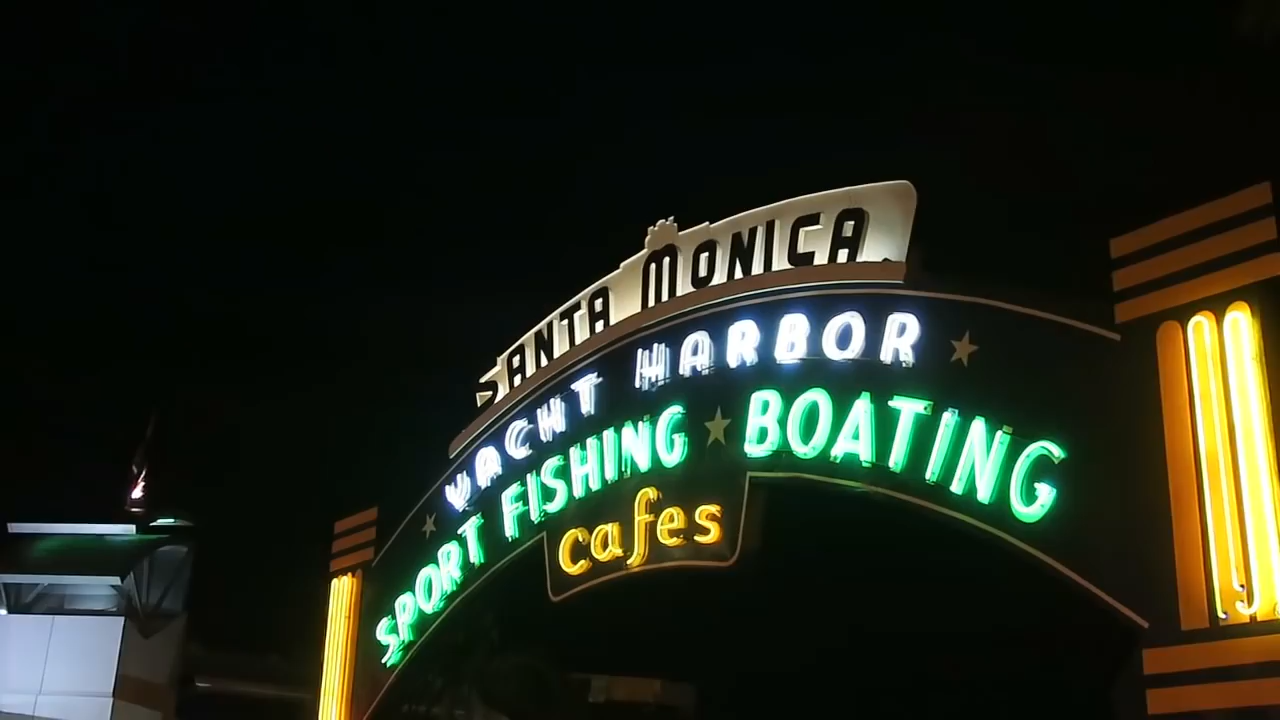 SANTA MONICA
YACHT HARBOR
SPORT FISHING ★ BOATING
cafes